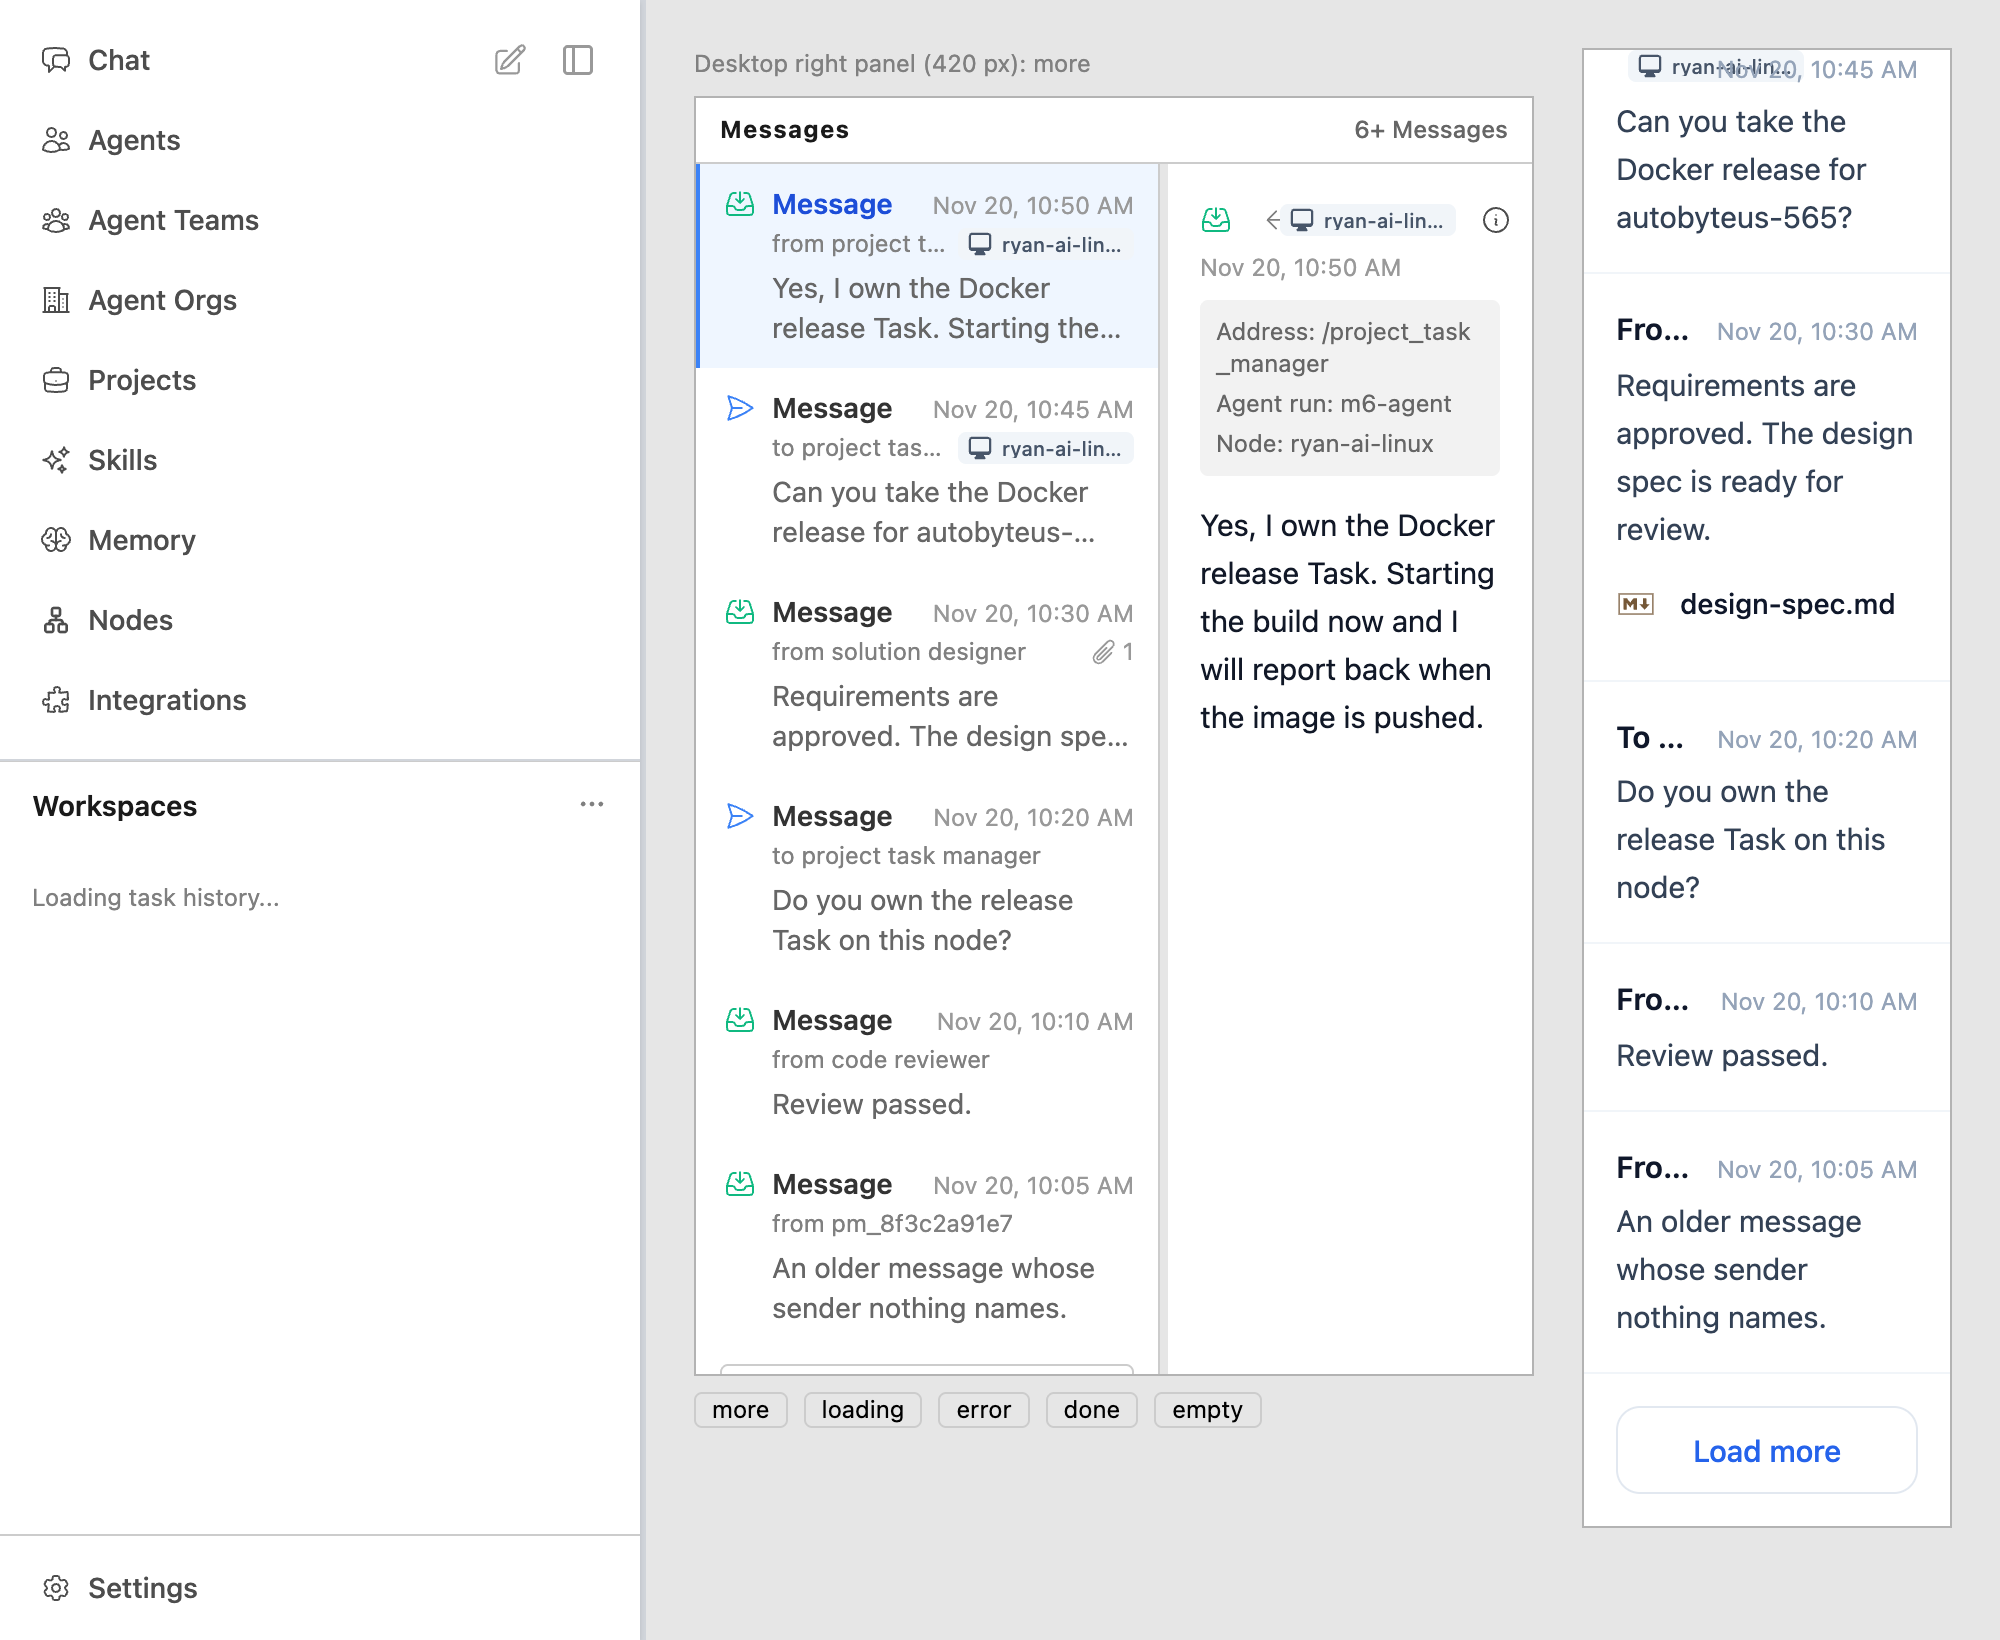 Chat
Agents
Agent Teams
Agent Orgs
Projects
Skills
Memory
Nodes
Integrations
Workspaces
Loading task history...
Settings
Desktop right panel (420 px): more
Messages
6+ Messages
Message Nov 20, 10:50 AM
from project t... ryan-ai-lin...
Yes, I own the Docker
release Task. Starting the...
Message Nov 20, 10:45 AM
to project tas... ryan-ai-lin...
Can you take the Docker
release for autobyteus-...
Message Nov 20, 10:30 AM
from solution designer 1
Requirements are
approved. The design spe...
Message Nov 20, 10:20 AM
to project task manager
Do you own the release
Task on this node?
Message Nov 20, 10:10 AM
from code reviewer
Review passed.
Message Nov 20, 10:05 AM
from pm_8f3c2a91e7
An older message whose
sender nothing names.
ryan-ai-lin...
Nov 20, 10:50 AM
Address: /project_task
_manager
Agent run: m6-agent
Node: ryan-ai-linux
Yes, I own the Docker
release Task. Starting
the build now and I
will report back when
the image is pushed.
more
loading
error
done
empty
ryan-ai-lin... Nov 20, 10:45 AM
Can you take the
Docker release for
autobyteus-565?
Fro... Nov 20, 10:30 AM
Requirements are
approved. The design
spec is ready for
review.
M design-spec.md
To ... Nov 20, 10:20 AM
Do you own the
release Task on this
node?
Fro... Nov 20, 10:10 AM
Review passed.
Fro... Nov 20, 10:05 AM
An older message
whose sender
nothing names.
Load more